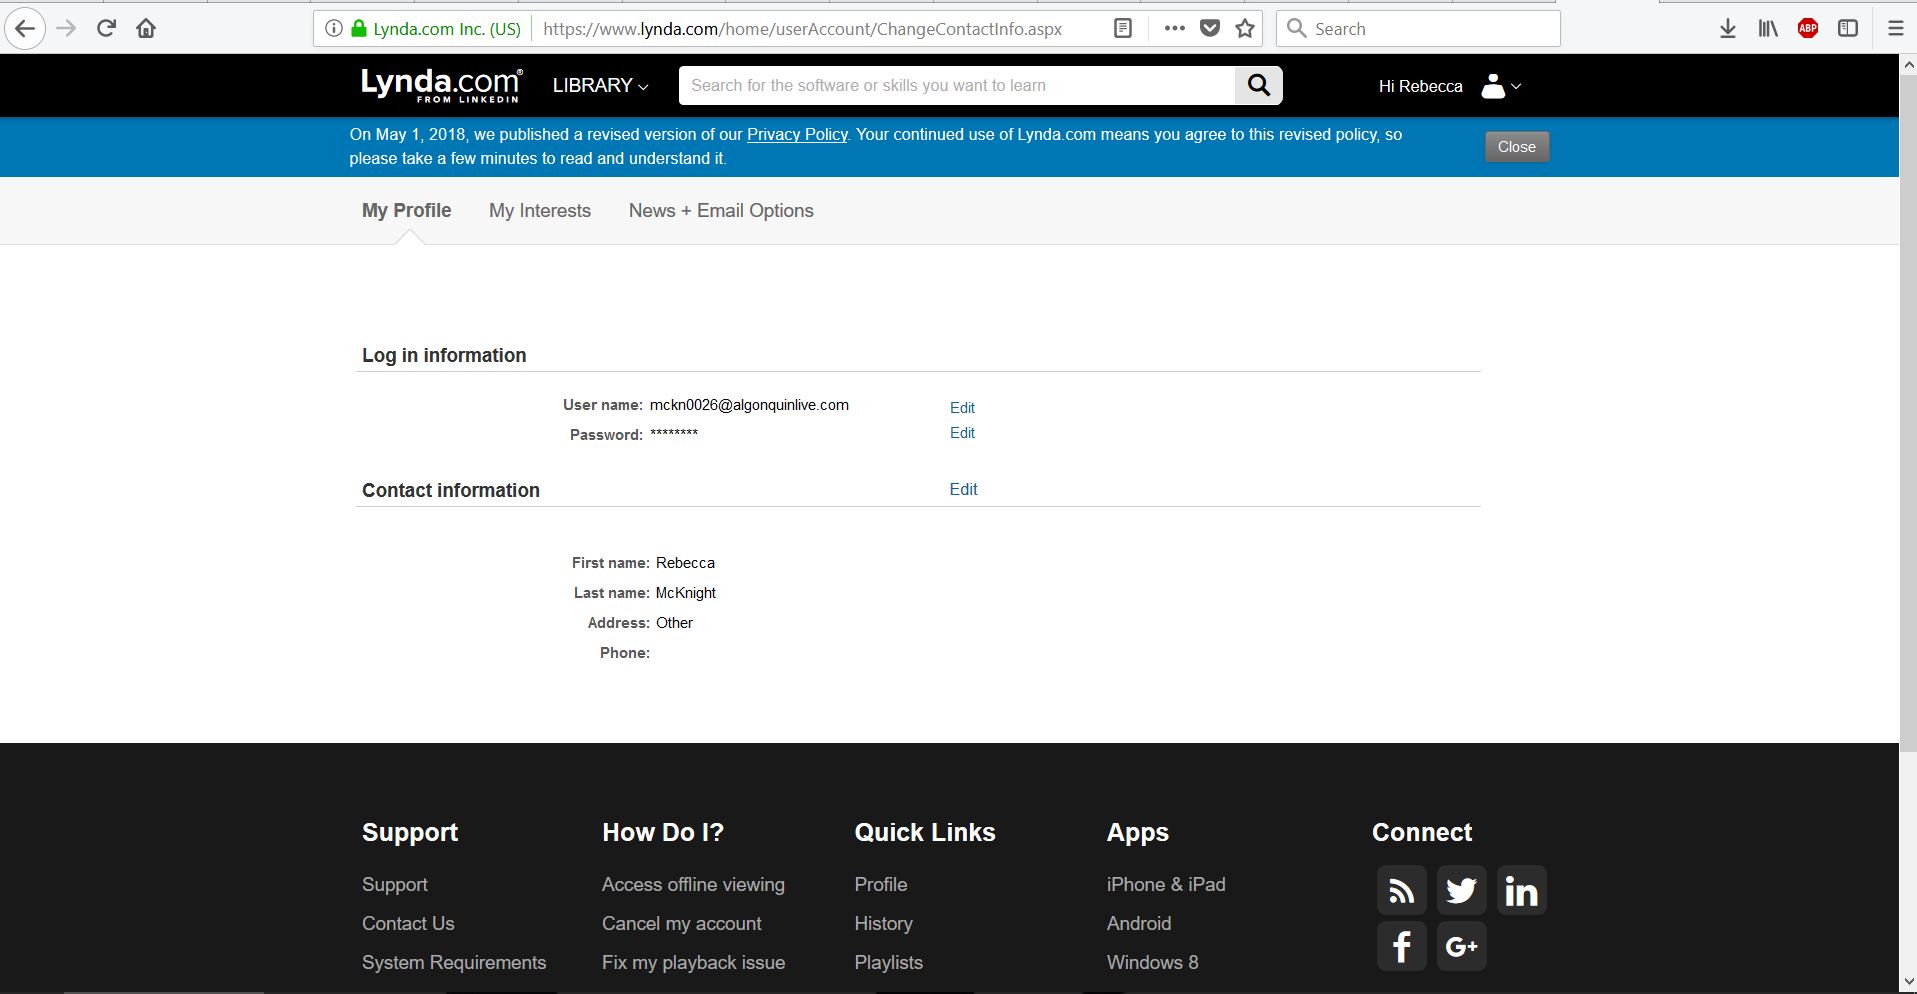 Lynda.com Inc. (US) https://www.lynda.com/home/userAccount/ChangeContactInfo.aspx Search ABP
Lynda.com® LIBRARY Search for the software or skills you want to learn Hi Rebecca
FROM LINKEDIN
On May 1, 2018, we published a revised version of our Privacy Policy. Your continued use of Lynda.com means you agree to this revised policy, so
please take a few minutes to read and understand it.
Close
My Profile My Interests News + Email Options
Log in information
User name: mckn0026@algonquinlive.com Edit
Password: ******** Edit
Contact information Edit
First name: Rebecca
Last name: McKnight
Address: Other
Phone:
Support How Do I? Quick Links Apps Connect
Support Access offline viewing Profile iPhone & iPad
Contact Us Cancel my account History Android
System Requirements Fix my playback issue Playlists Windows 8
in
f G+